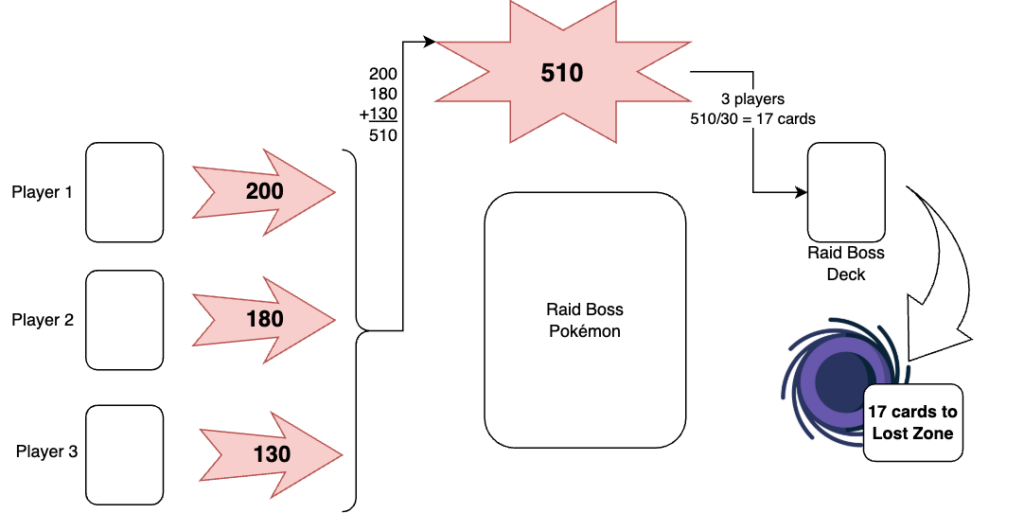 510
200
180
+130
510
3 players
510/30 = 17 cards
Player 1
200
Raid Boss
Deck
Player 2
180
Raid Boss
Pokémon
17 cards to
Lost Zone
Player 3
130